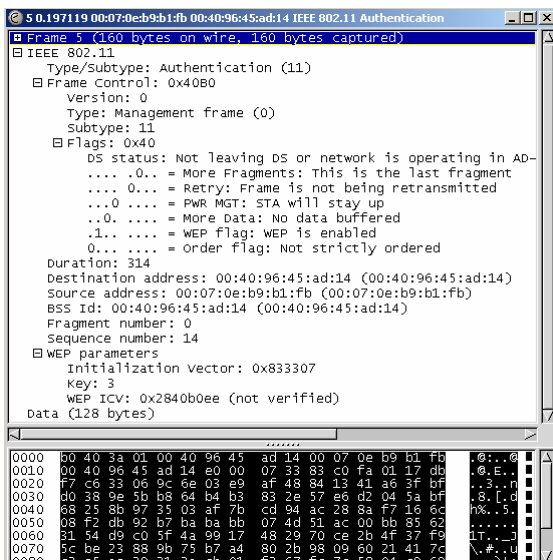 5 0.197119 00:07:0e:b9:b1:fb 00:40:96:45:ad:14 IEEE 802.11 Authentication
Frame 5 (160 bytes on wire, 160 bytes captured)
IEEE 802.11
Type/Subtype: Authentication (11)
Frame Control: 0x40B0
Version: 0
Type: Management frame (0)
Subtype: 11
Flags: 0x40
DS status: Not leaving DS or network is operating in AD-
.... .0.. = More Fragments: This is the last fragment
.... 0... = Retry: Frame is not being retransmitted
...0 .... = PWR MGT: STA will stay up
..0. .... = More Data: No data buffered
.1.. .... = WEP flag: WEP is enabled
0... .... = Order flag: Not strictly ordered
Duration: 314
Destination address: 00:40:96:45:ad:14 (00:40:96:45:ad:14)
Source address: 00:07:0e:b9:b1:fb (00:07:0e:b9:b1:fb)
BSS Id: 00:40:96:45:ad:14 (00:40:96:45:ad:14)
Fragment number: 0
Sequence number: 14
WEP parameters
Initialization Vector: 0x833307
Key: 3
WEP ICV: 0x2840b0ee (not verified)
Data (128 bytes)
0000 b0 40 3a 01 00 40 96 45 ad 14 00 07 0e b9 b1 fb .@:..@
0010 00 40 96 45 ad 14 e0 00 07 33 83 c0 fa 01 17 db .@.E..
0020 f7 c6 33 06 9c 6e 03 e9 af 48 84 13 41 a6 3f bf ..3..n
0030 d0 38 9e 5b b8 64 b4 b3 83 2e 57 e6 d2 04 5a bf .8.[.d
0040 68 25 8b 97 35 03 af 7b cd 94 ac 28 8a f7 16 6c h%..5.
0050 08 f2 db 92 b7 ba ba bb 07 4d 51 ac 00 bb 85 62 ......
0060 31 54 d9 c0 5f 4a 99 17 48 29 70 ce 2b 4f 37 f9 1T.._J
0070 5c be 23 88 9b 75 b7 a4 80 2b 98 09 60 21 41 7c \.#..u